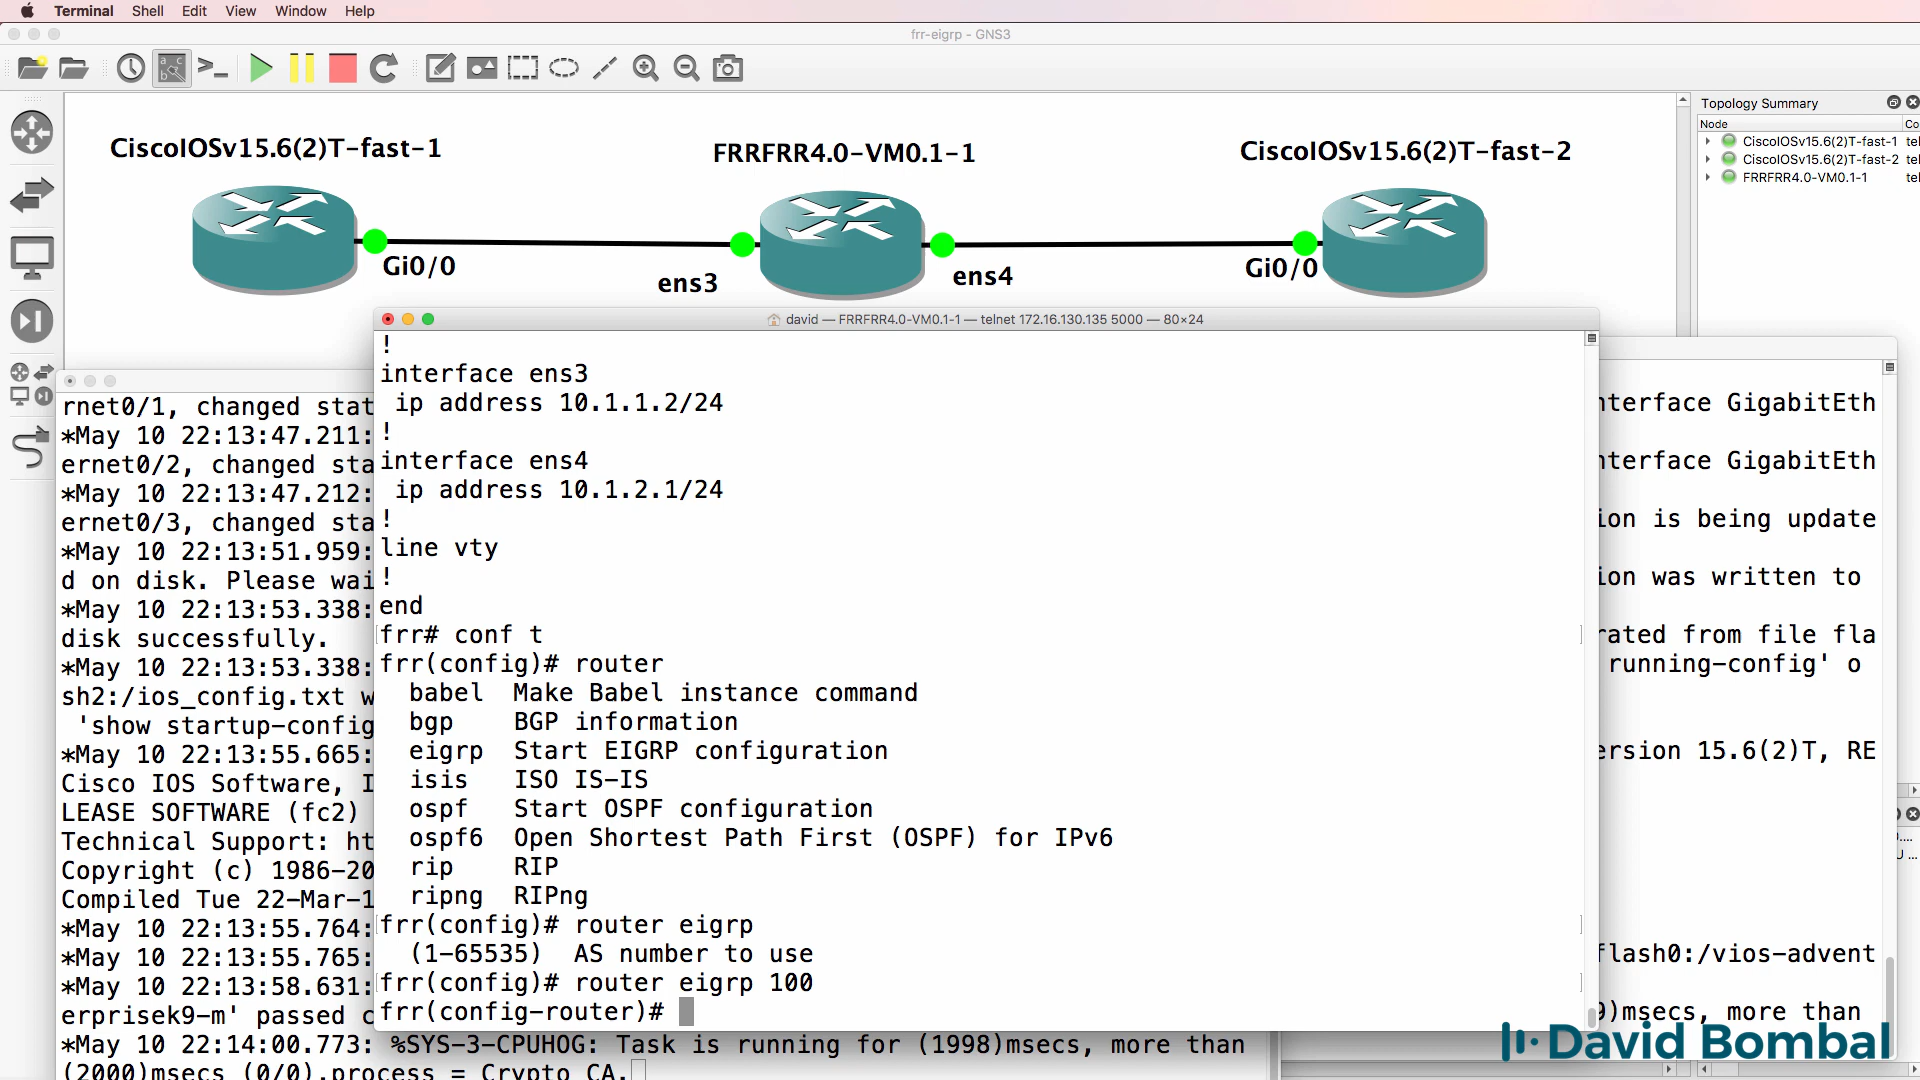 Terminal Shell Edit View Window Help
frr-eigrp - GNS3
Topology Summary
Node Co
CiscoIOSv15.6(2)T-fast-1 tel
CiscoIOSv15.6(2)T-fast-2 tel
FRRFRR4.0-VM0.1-1 tel
CiscoIOSv15.6(2)T-fast-1
FRRFRR4.0-VM0.1-1
CiscoIOSv15.6(2)T-fast-2
Gi0/0
ens3
ens4
Gi0/0
david — FRRFRR4.0-VM0.1-1 — telnet 172.16.130.135 5000 — 80×24
!
interface ens3
ip address 10.1.1.2/24
!
interface ens4
ip address 10.1.2.1/24
!
line vty
!
end
frr# conf t
frr(config)# router
babel Make Babel instance command
bgp BGP information
eigrp Start EIGRP configuration
isis ISO IS-IS
ospf Start OSPF configuration
ospf6 Open Shortest Path First (OSPF) for IPv6
rip RIP
ripng RIPng
frr(config)# router eigrp
(1-65535) AS number to use
frr(config)# router eigrp 100
frr(config-router)#
rnet0/1, changed stat
*May 10 22:13:47.211:
ernet0/2, changed sta
*May 10 22:13:47.212:
ernet0/3, changed sta
*May 10 22:13:51.959:
d on disk. Please wai
*May 10 22:13:53.338:
disk successfully.
*May 10 22:13:53.338:
sh2:/ios_config.txt w
'show startup-config
*May 10 22:13:55.665:
Cisco IOS Software, I
LEASE SOFTWARE (fc2)
Technical Support: ht
Copyright (c) 1986-20
Compiled Tue 22-Mar-1
*May 10 22:13:55.764:
*May 10 22:13:55.765:
*May 10 22:13:58.631:
erprisek9-m' passed c
*May 10 22:14:00.773: %SYS-3-CPUHOG: Task is running for (1998)msecs, more than
(2000)msecs (0/0),process = Crypto CA.
nterface GigabitEth
nterface GigabitEth
ion is being update
ion was written to
rated from file fla
running-config' o
ersion 15.6(2)T, RE
flash0:/vios-advent
9)msecs, more than
David Bombal